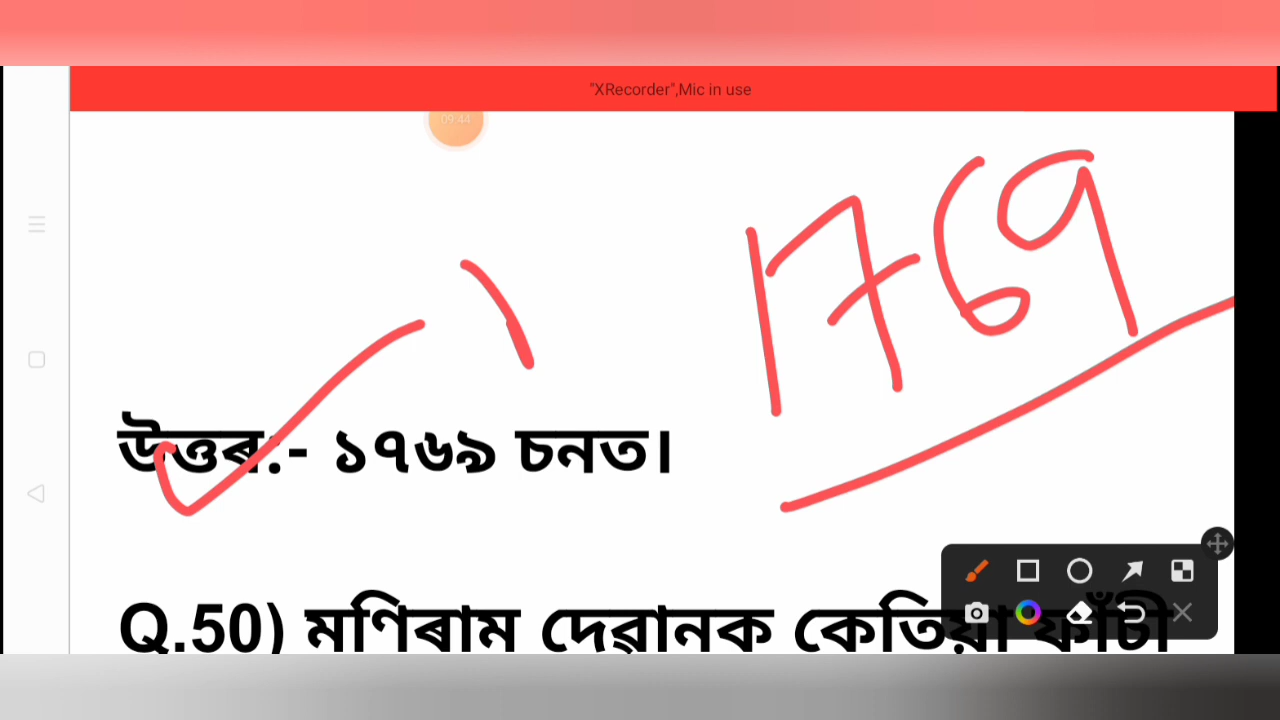 "XRecorder",Mic in use
09:44
1769
উত্তৰ:- ১৭৬৯ চনত।
Q.50) মণিৰাম দেৱানক কেতিয়া ফাঁচী